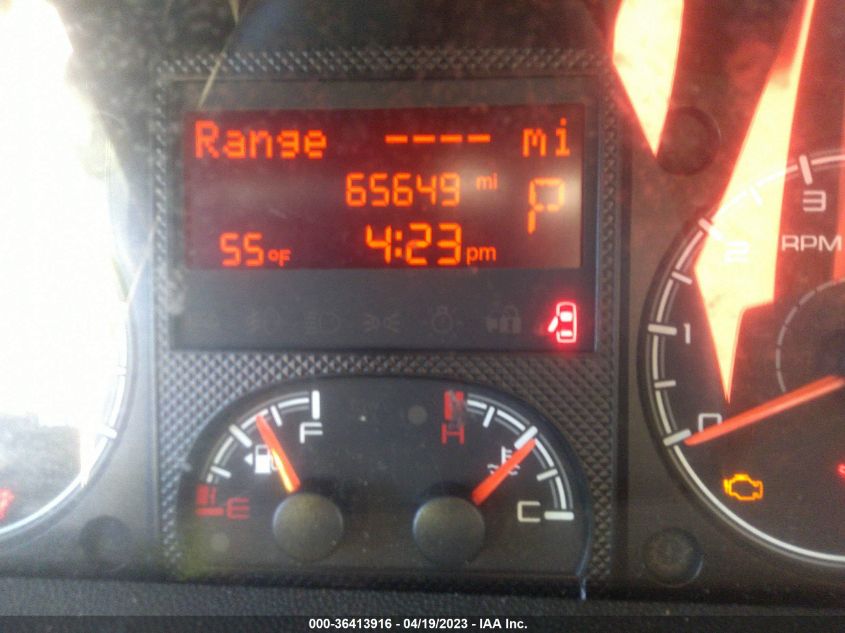 Range ---- mi
65649 mi P
55°F 4:23 pm
3
2
RPM
1
0
F H
E C
000-36413916 - 04/19/2023 - IAA Inc.